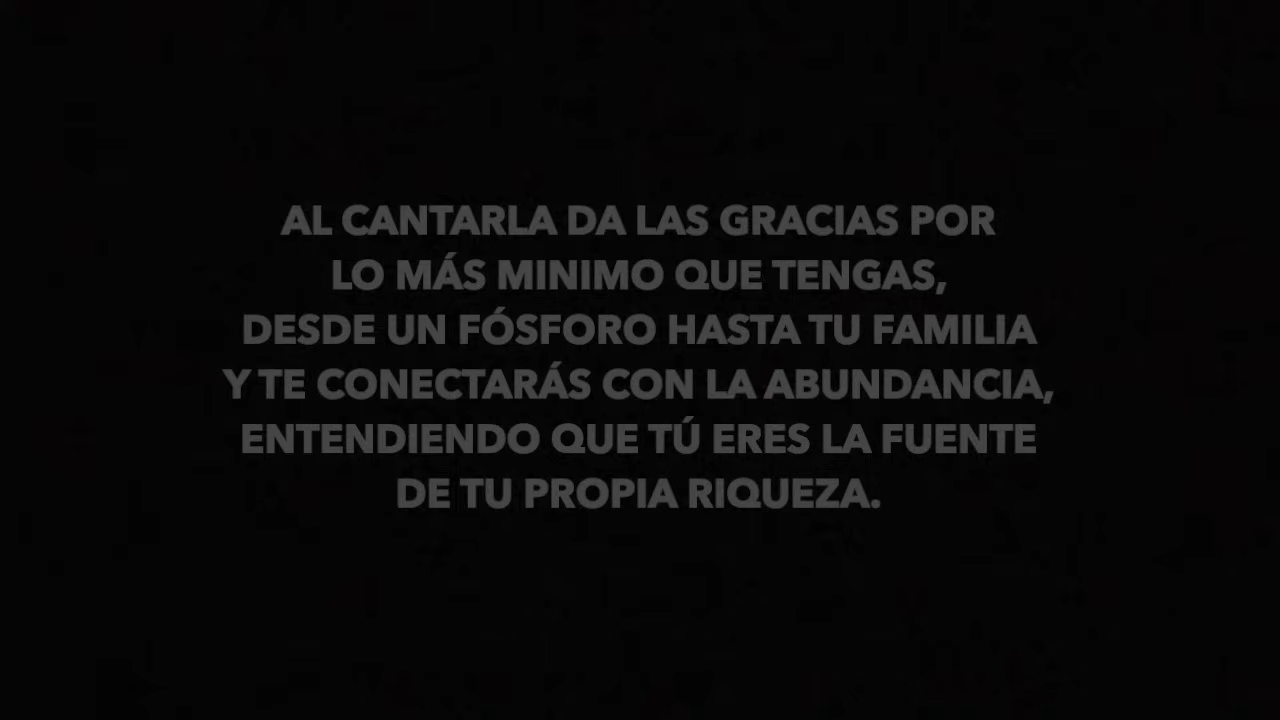 AL CANTARLA DA LAS GRACIAS POR
LO MÁS MINIMO QUE TENGAS,
DESDE UN FÓSFORO HASTA TU FAMILIA
Y TE CONECTARÁS CON LA ABUNDANCIA,
ENTENDIENDO QUE TÚ ERES LA FUENTE
DE TU PROPIA RIQUEZA.